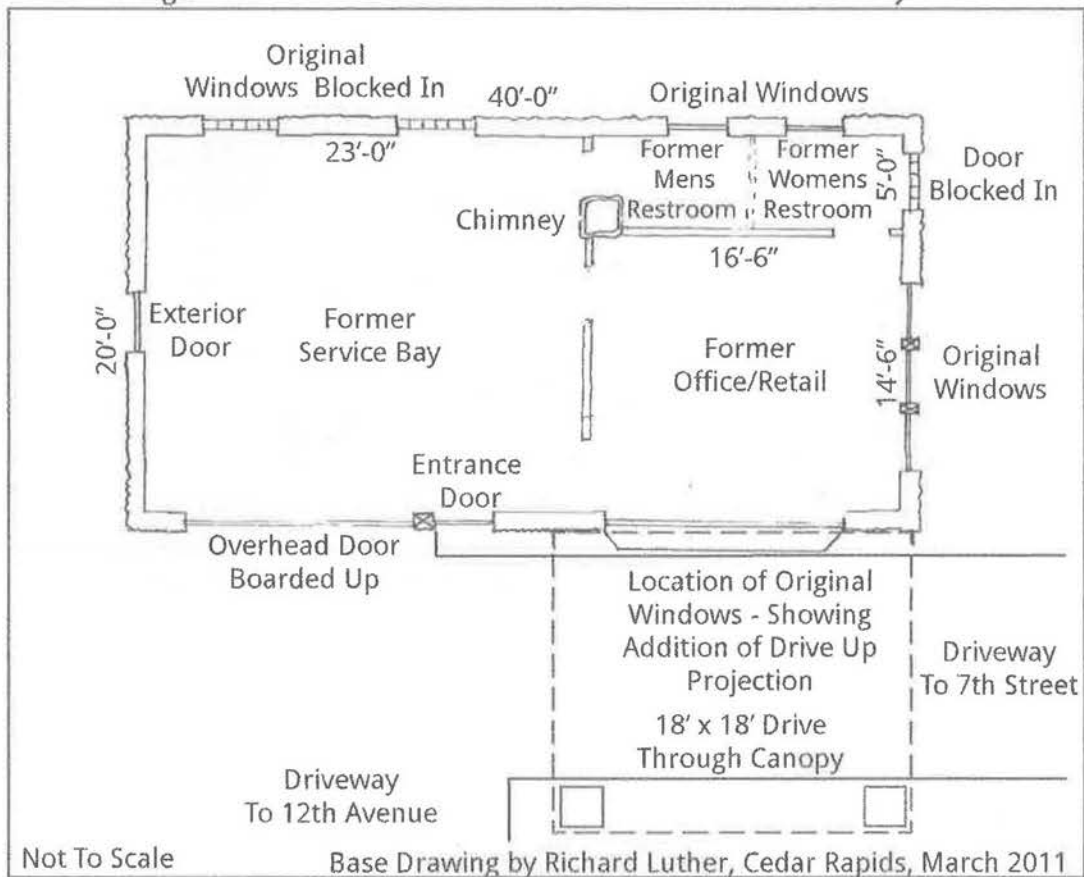 Original
Windows Blocked In
40'-0"
Original Windows
23'-0"
Former
Mens
Restroom
Former
Womens
Restroom
5'-0"
Door
Blocked In
Chimney
16'-6"
20'-0"
Exterior
Door
Former
Service Bay
Former
Office/Retail
14'-6"
Original
Windows
Entrance
Door
Overhead Door
Boarded Up
Location of Original
Windows - Showing
Addition of Drive Up
Projection
Driveway
To 7th Street
18' x 18' Drive
Through Canopy
Driveway
To 12th Avenue
Not To Scale
Base Drawing by Richard Luther, Cedar Rapids, March 2011